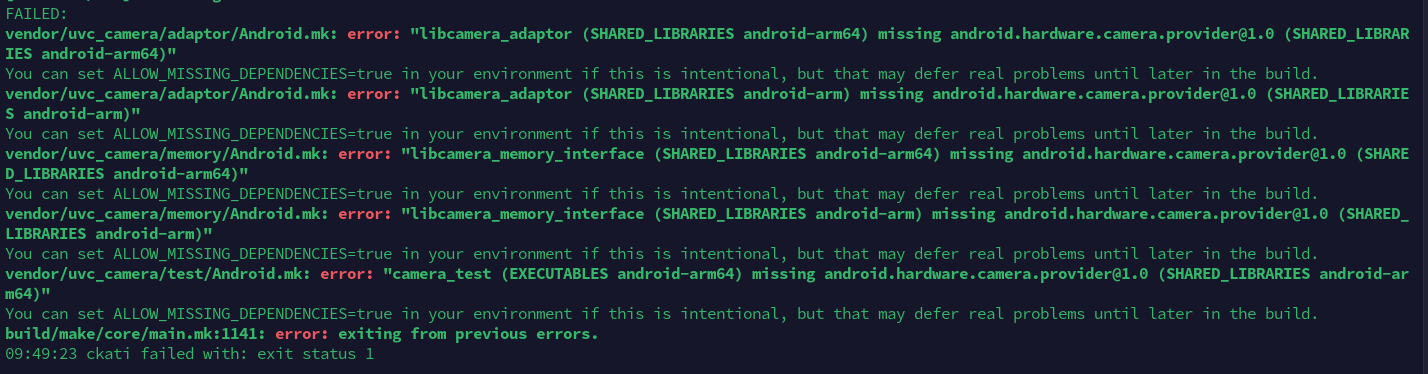 FAILED:
vendor/uvc_camera/adaptor/Android.mk: error: "libcamera_adaptor (SHARED_LIBRARIES android-arm64) missing android.hardware.camera.provider@1.0 (SHARED_LIBRAR
IES android-arm64)"
You can set ALLOW_MISSING_DEPENDENCIES=true in your environment if this is intentional, but that may defer real problems until later in the build.
vendor/uvc_camera/adaptor/Android.mk: error: "libcamera_adaptor (SHARED_LIBRARIES android-arm) missing android.hardware.camera.provider@1.0 (SHARED_LIBRARIE
S android-arm)"
You can set ALLOW_MISSING_DEPENDENCIES=true in your environment if this is intentional, but that may defer real problems until later in the build.
vendor/uvc_camera/memory/Android.mk: error: "libcamera_memory_interface (SHARED_LIBRARIES android-arm64) missing android.hardware.camera.provider@1.0 (SHARE
D_LIBRARIES android-arm64)"
You can set ALLOW_MISSING_DEPENDENCIES=true in your environment if this is intentional, but that may defer real problems until later in the build.
vendor/uvc_camera/memory/Android.mk: error: "libcamera_memory_interface (SHARED_LIBRARIES android-arm) missing android.hardware.camera.provider@1.0 (SHARED_
LIBRARIES android-arm)"
You can set ALLOW_MISSING_DEPENDENCIES=true in your environment if this is intentional, but that may defer real problems until later in the build.
vendor/uvc_camera/test/Android.mk: error: "camera_test (EXECUTABLES android-arm64) missing android.hardware.camera.provider@1.0 (SHARED_LIBRARIES android-ar
m64)"
You can set ALLOW_MISSING_DEPENDENCIES=true in your environment if this is intentional, but that may defer real problems until later in the build.
build/make/core/main.mk:1141: error: exiting from previous errors.
09:49:23 ckati failed with: exit status 1